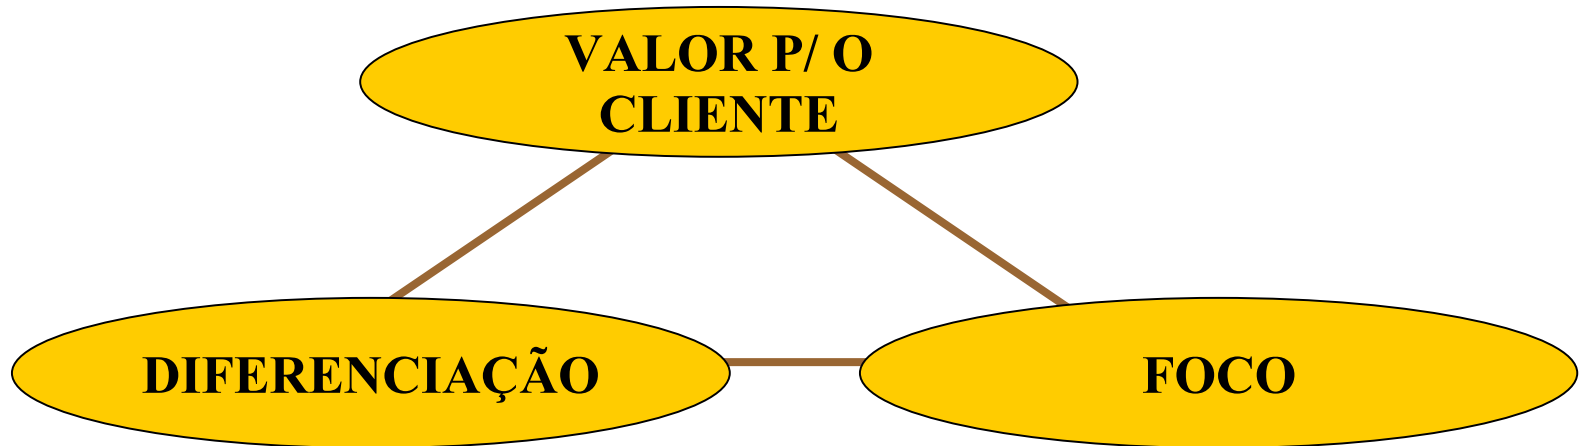 VALOR P/ O
CLIENTE
DIFERENCIAÇÃO
FOCO